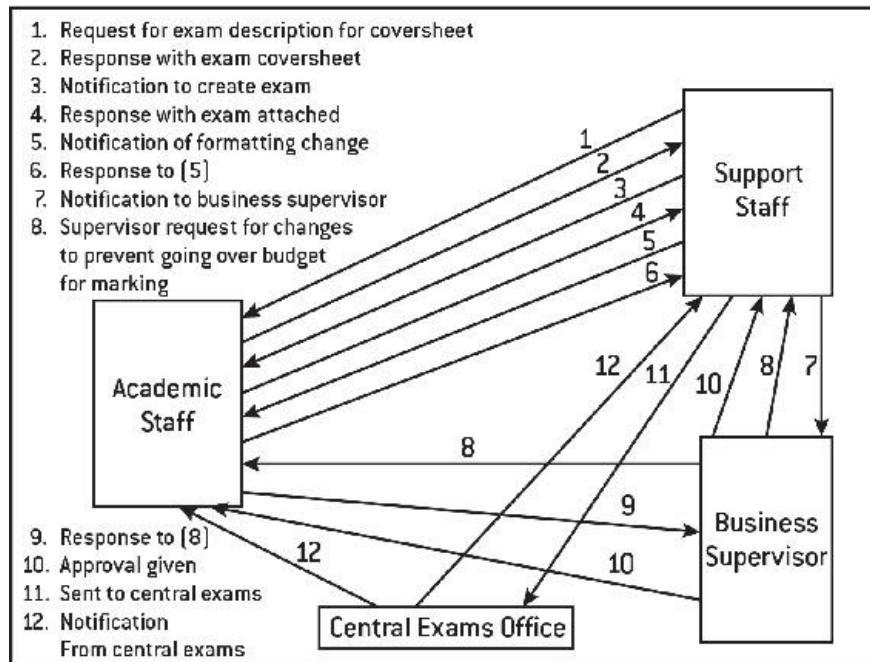 1. Request for exam description for coversheet
2. Response with exam coversheet
3. Notification to create exam
4. Response with exam attached
5. Notification of formatting change
6. Response to (5)
7. Notification to business supervisor
8. Supervisor request for changes
to prevent going over budget
for marking
1
2
3
4
5
6
Support
Staff
Academic
Staff
12
11
10
8
7
8
9
10
12
Business
Supervisor
Central Exams Office
9. Response to (8)
10. Approval given
11. Sent to central exams
12. Notification
From central exams